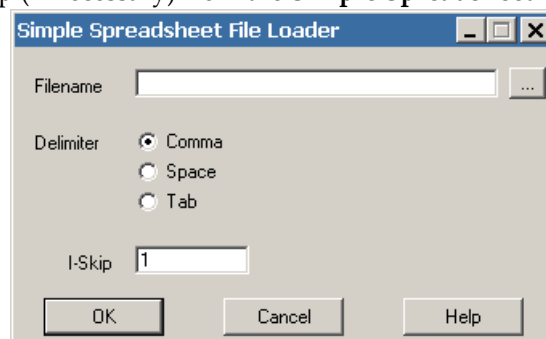 Simple Spreadsheet File Loader
Filename
...
Delimiter
Comma
Space
Tab
I-Skip 1
OK Cancel Help